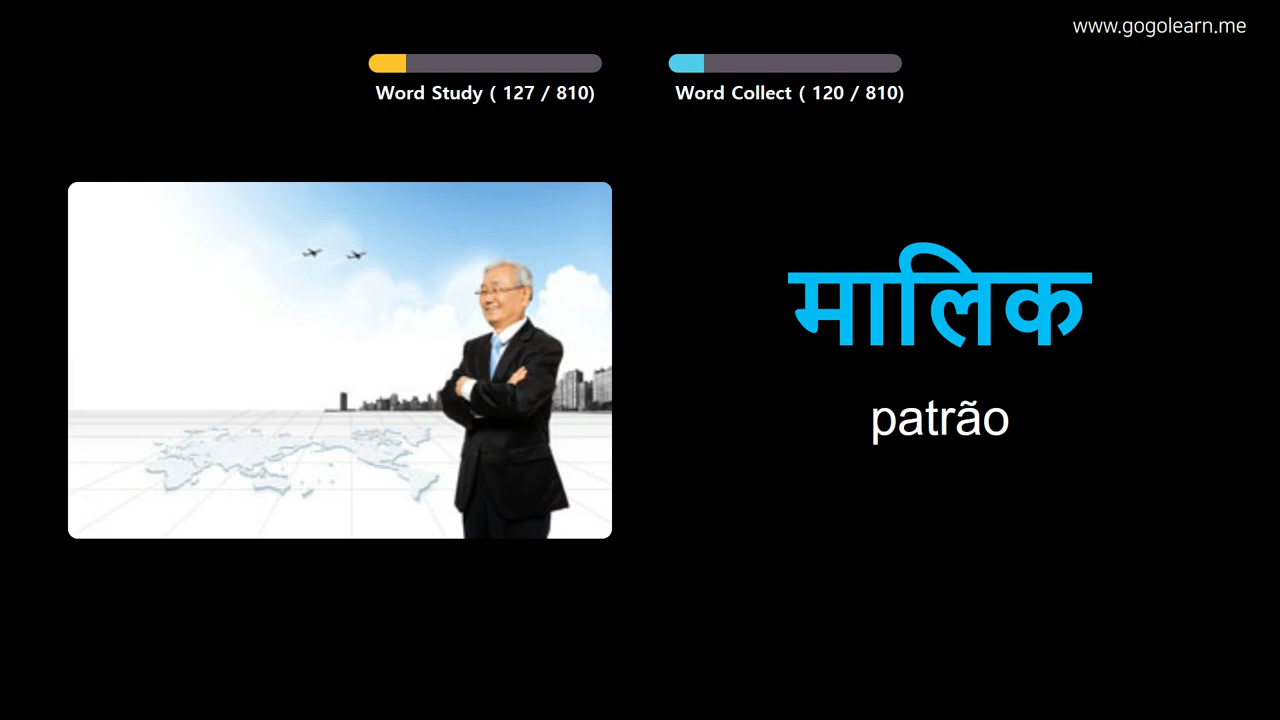 www.gogolearn.me
Word Study ( 127 / 810)
Word Collect ( 120 / 810)
मालिक
patrão